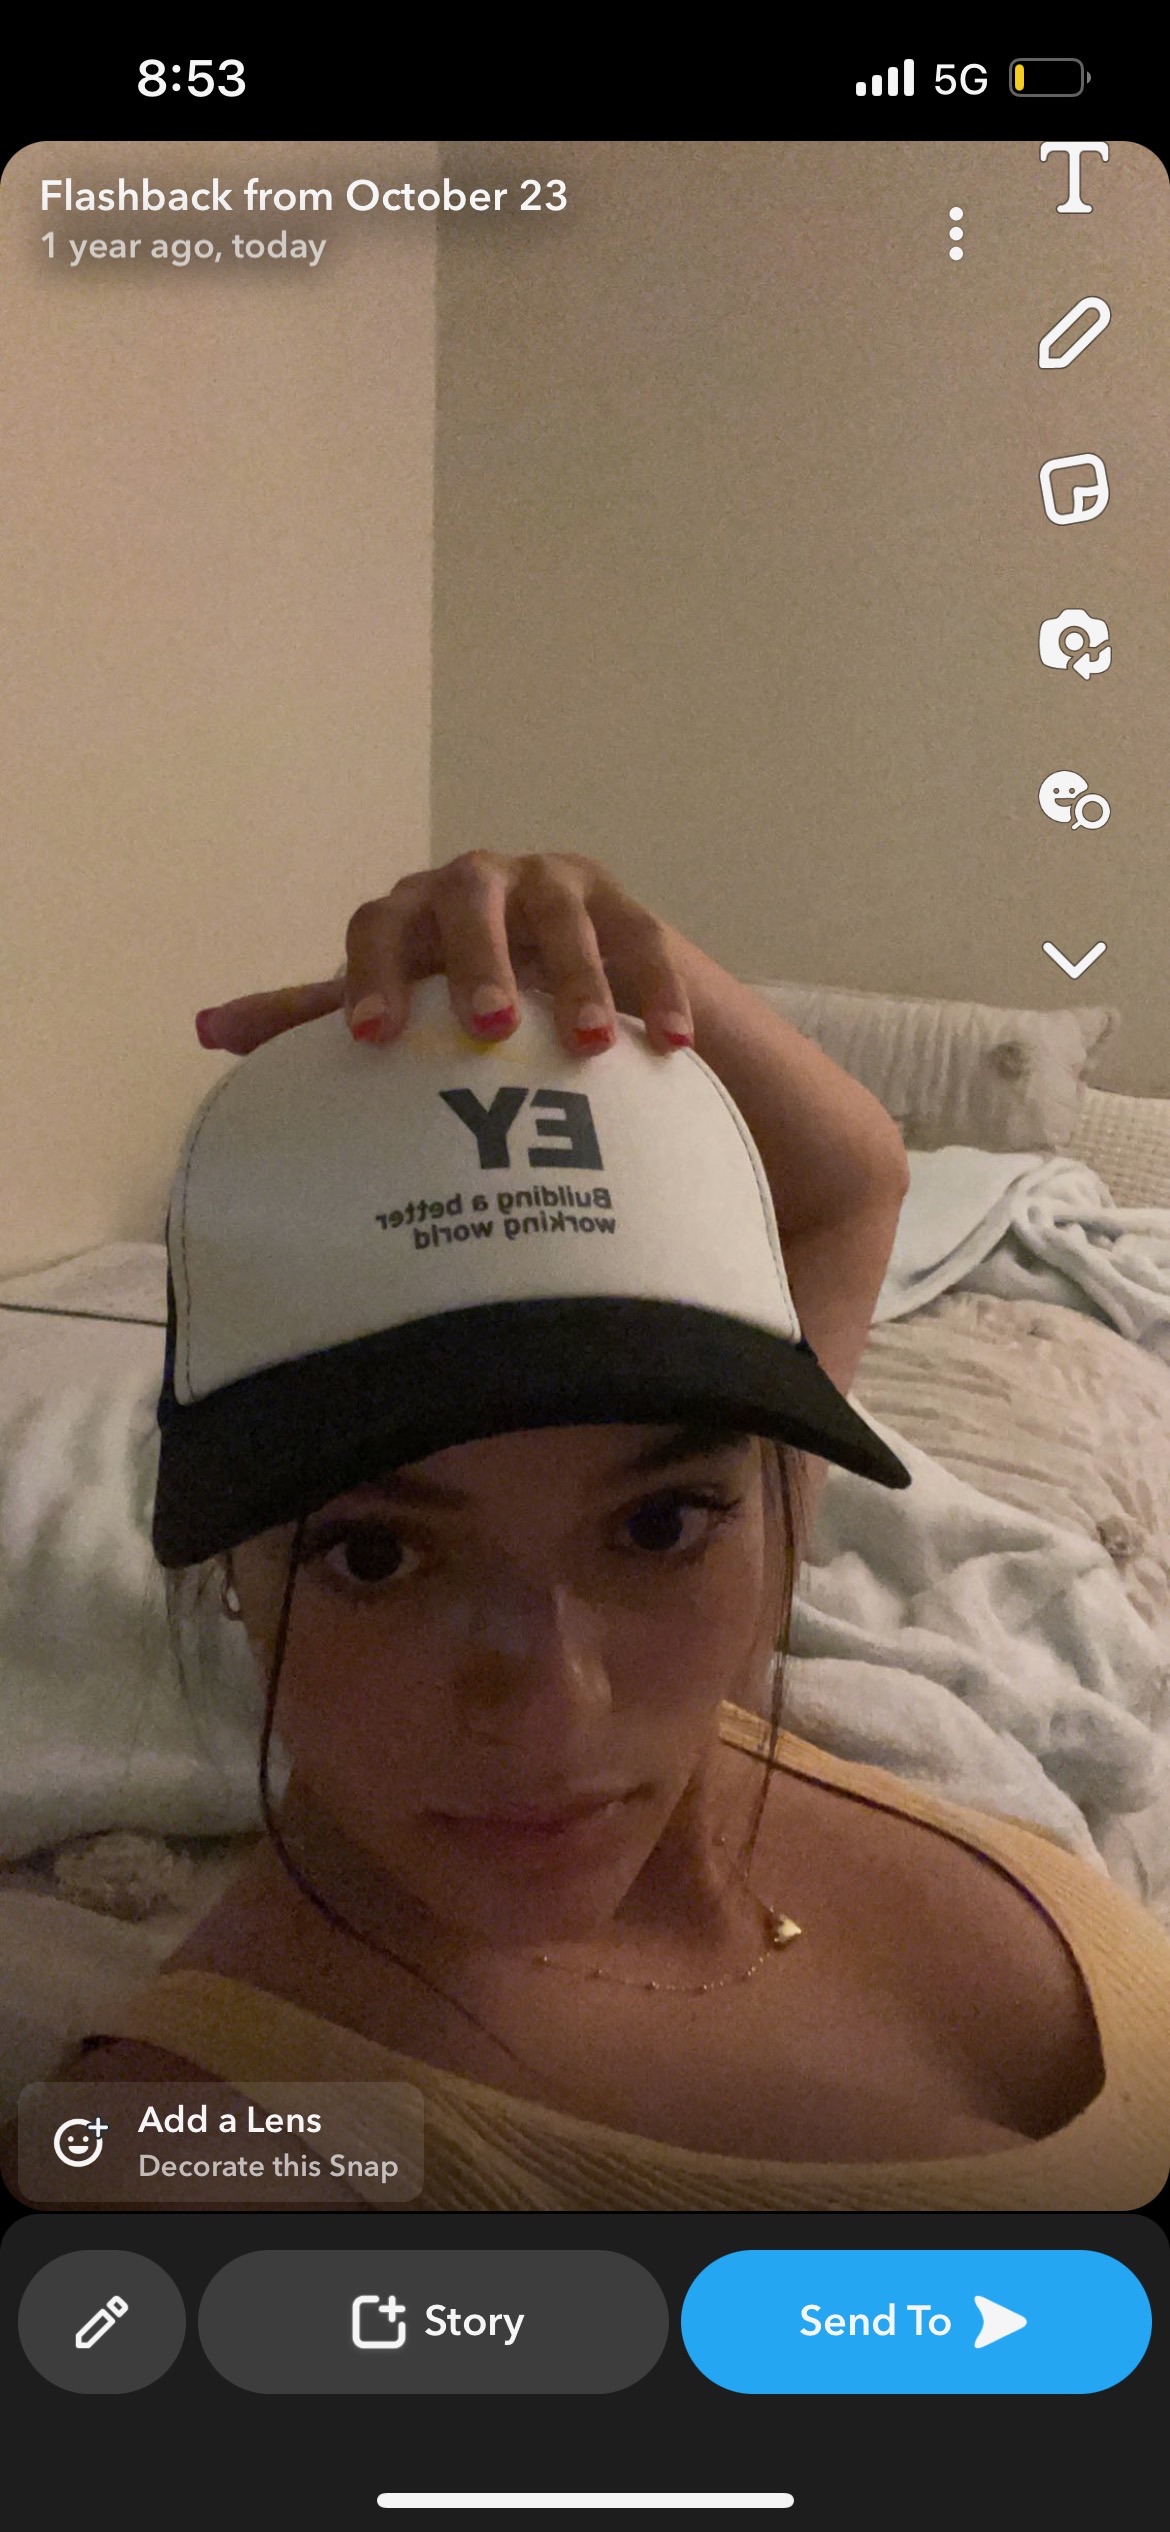 8:53
5G
Flashback from October 23
1 year ago, today
T
EY
Building a better
working world
Add a Lens
Decorate this Snap
Story
Send To